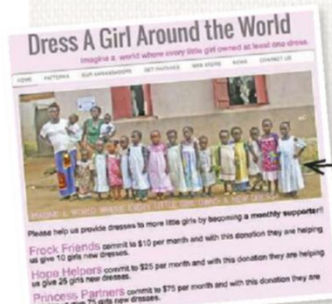 Dress A Girl Around the World
Imagine a world where every little girl owned at least one dress.
HOME PATTERNS OUR AMBASSADORS GET INVOLVED WEB STORE NEWS CONTACT US
IMAGINE A WORLD WHERE EVERY LITTLE GIRL OWNS A NEW DRESS
Please help us provide dresses to more little girls by becoming a monthly supporter!!
Frock Friends commit to $10 per month and with this donation they are helping
us give 10 girls new dresses.
Hope Helpers commit to $25 per month and with this donation they are helping
us give 25 girls new dresses.
Princess Partners commit to $75 per month and with this donation they are
75 girls new dresses.